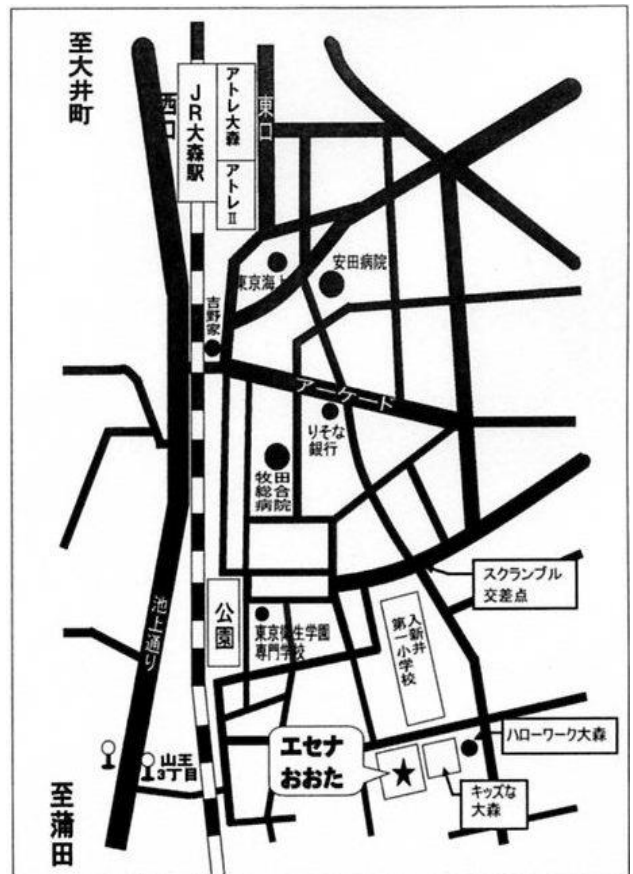 至大井町
西口
JR大森駅
アトレ大森
アトレⅡ
東口
東京海上
安田病院
吉野家
アーケード
りそな
銀行
牧田
総合
病院
スクランブル
交差点
池上通り
公園
東京衛生学園
専門学校
入新井
第一小学校
ハローワーク大森
エセナ
おおた
キッズな
大森
山王
3丁目
至蒲田